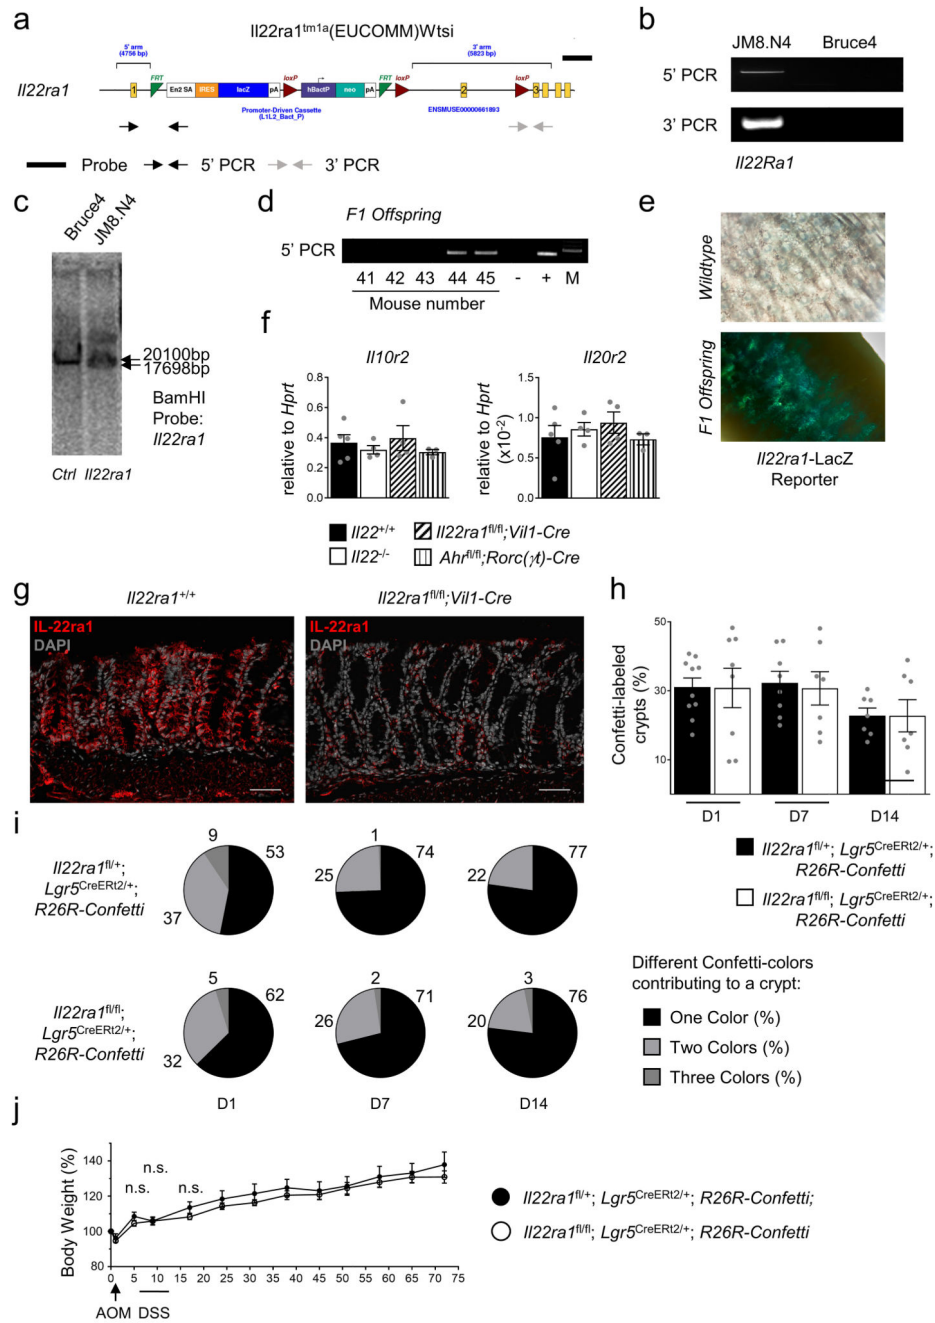 a
Il22ra1tm1a(EUCOMM)Wtsi
5' arm
(4756 bp)
3' arm
(5823 bp)
FRT
loxP
FRT
loxP
loxP
Il22ra1
1
En2 SA
IRES
lacZ
pA
hBactP
neo
pA
2
3
Promoter-Driven Cassette
(L1L2_Bact_P)
ENSMUSE00000661893
Probe
5' PCR
3' PCR
b
JM8.N4
Bruce4
5' PCR
3' PCR
Il22Ra1
c
Bruce4
JM8.N4
20100bp
17698bp
BamHI
Probe:
Il22ra1
Ctrl Il22ra1
d
F1 Offspring
5' PCR
41 42 43 44 45 - + M
Mouse number
e
Wildtype
F1 Offspring
Il22ra1-LacZ
Reporter
f
Il10r2
relative to Hprt
0.8
0.6
0.4
0.2
0.0
Il20r2
relative to Hprt
(x10-2)
1.5
1.0
0.5
0.0
Il22+/+
Il22ra1fl/fl;Vil1-Cre
Il22-/-
Ahrfl/fl;Rorc(γt)-Cre
g
Il22ra1+/+
Il22ra1fl/fl;Vil1-Cre
IL-22ra1
DAPI
IL-22ra1
DAPI
h
Confetti-labeled
crypts (%)
50
30
10
D1
D7
D14
Il22ra1fl/+; Lgr5CreERt2/+;
R26R-Confetti
Il22ra1fl/fl; Lgr5CreERt2/+;
R26R-Confetti
i
Il22ra1fl/+;
Lgr5CreERt2/+;
R26R-Confetti
9
53
37
1
74
25
77
22
Il22ra1fl/fl;
Lgr5CreERt2/+;
R26R-Confetti
5
62
32
2
71
26
3
76
20
D1
D7
D14
Different Confetti-colors
contributing to a crypt:
One Color (%)
Two Colors (%)
Three Colors (%)
j
Body Weight (%)
140
120
100
80
n.s.
n.s.
n.s.
0 5 10 15 20 25 30 35 40 45 50 55 60 65 70 75
AOM
DSS
Il22ra1fl/+; Lgr5CreERt2/+; R26R-Confetti;
Il22ra1fl/fl; Lgr5CreERt2/+; R26R-Confetti